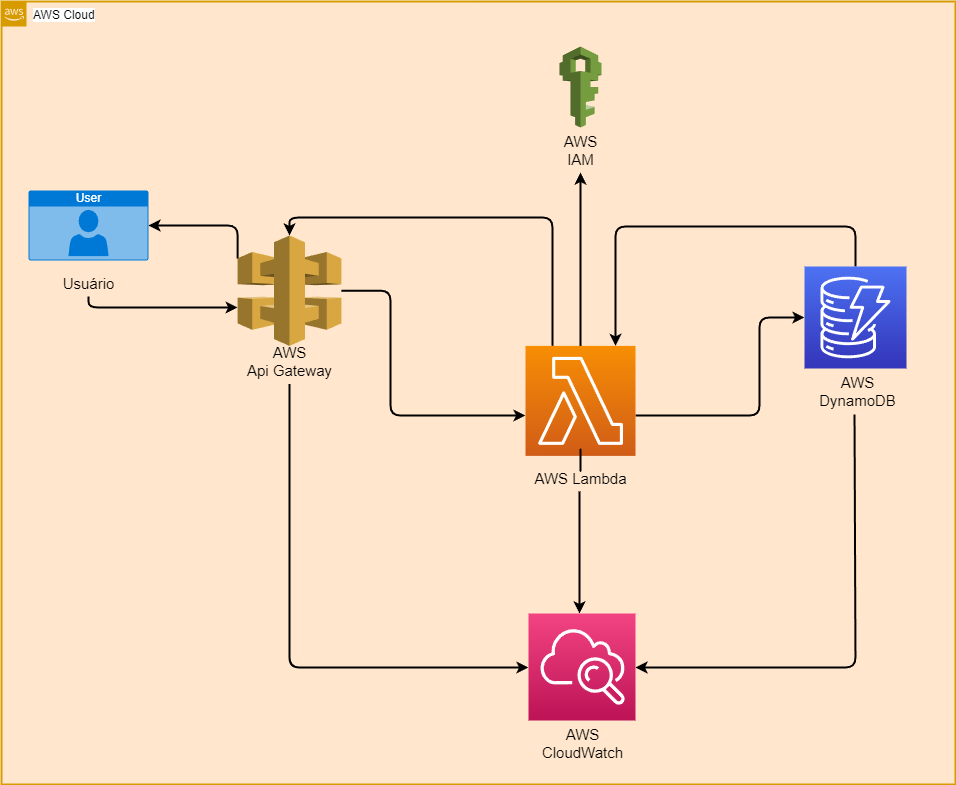 aws
AWS Cloud
AWS
IAM
User
Usuário
AWS
Api Gateway
AWS
DynamoDB
AWS Lambda
AWS
CloudWatch